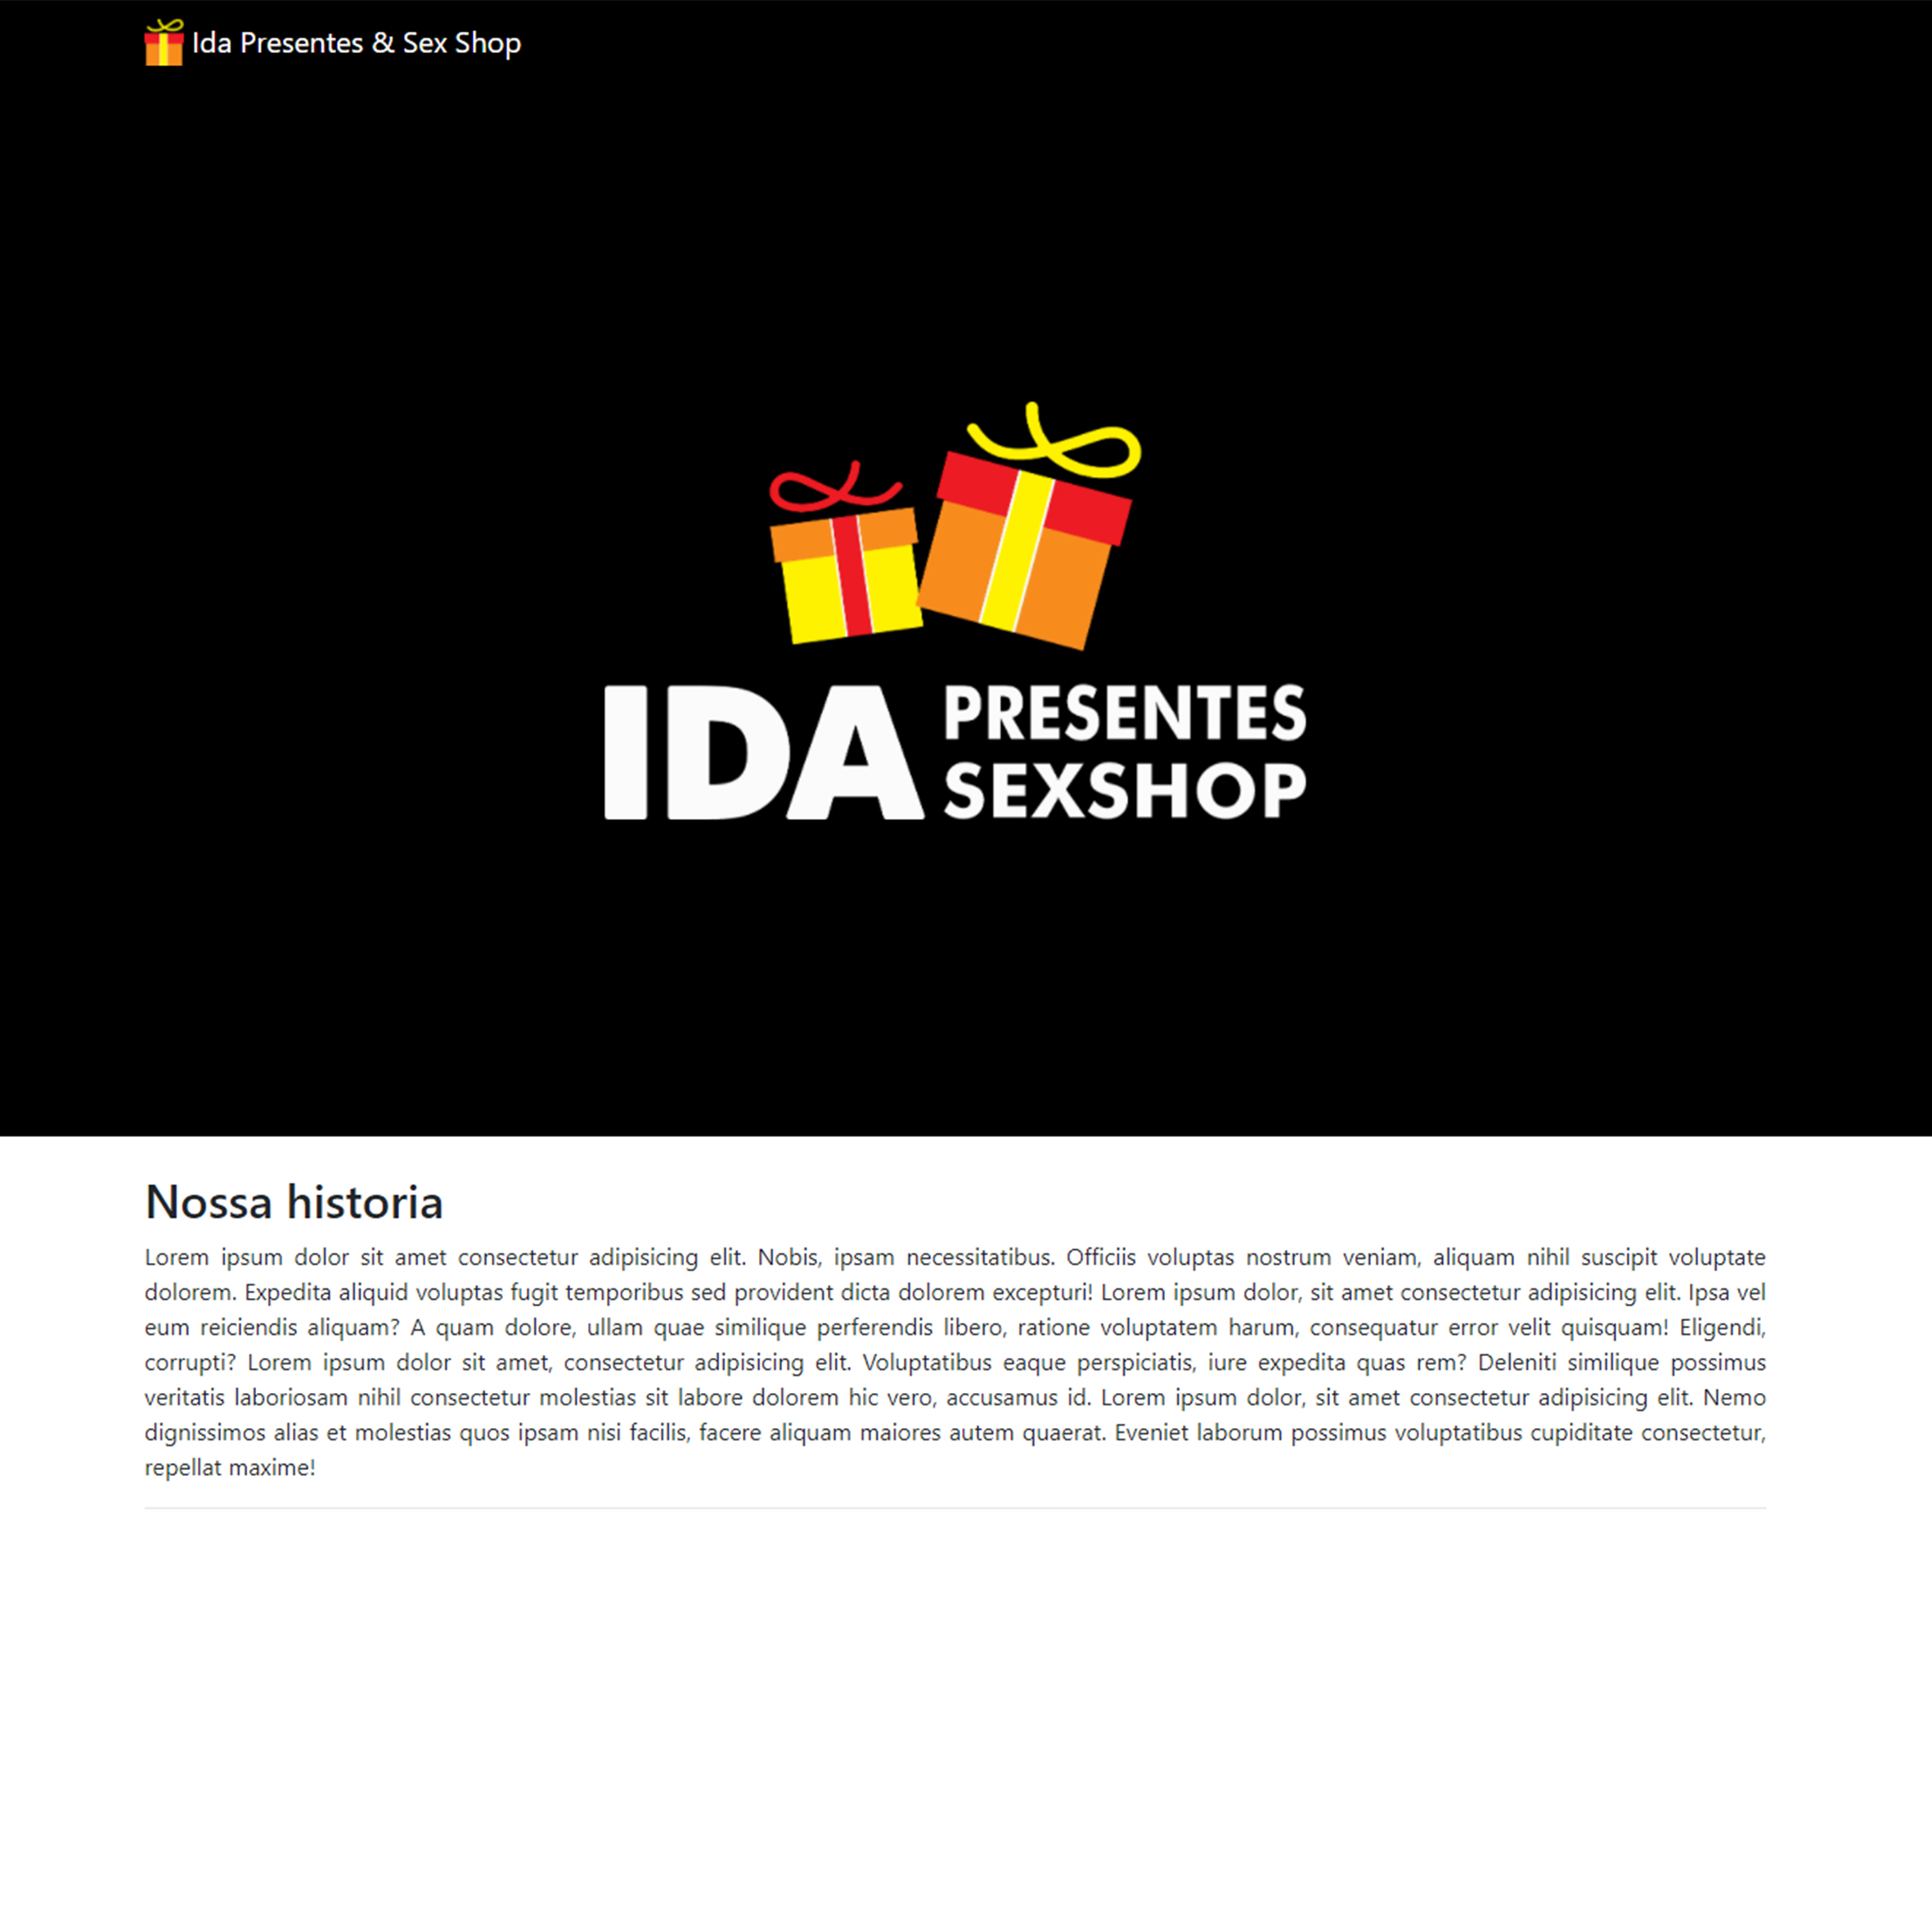 Ida Presentes & Sex Shop
IDA PRESENTES
SEXSHOP
Nossa historia
Lorem ipsum dolor sit amet consectetur adipisicing elit. Nobis, ipsam necessitatibus. Officiis voluptas nostrum veniam, aliquam nihil suscipit voluptate
dolorem. Expedita aliquid voluptas fugit temporibus sed provident dicta dolorem excepturi! Lorem ipsum dolor, sit amet consectetur adipisicing elit. Ipsa vel
eum reiciendis aliquam? A quam dolore, ullam quae similique perferendis libero, ratione voluptatem harum, consequatur error velit quisquam! Eligendi,
corrupti? Lorem ipsum dolor sit amet, consectetur adipisicing elit. Voluptatibus eaque perspiciatis, iure expedita quas rem? Deleniti similique possimus
veritatis laboriosam nihil consectetur molestias sit labore dolorem hic vero, accusamus id. Lorem ipsum dolor, sit amet consectetur adipisicing elit. Nemo
dignissimos alias et molestias quos ipsam nisi facilis, facere aliquam maiores autem quaerat. Eveniet laborum possimus voluptatibus cupiditate consectetur,
repellat maxime!